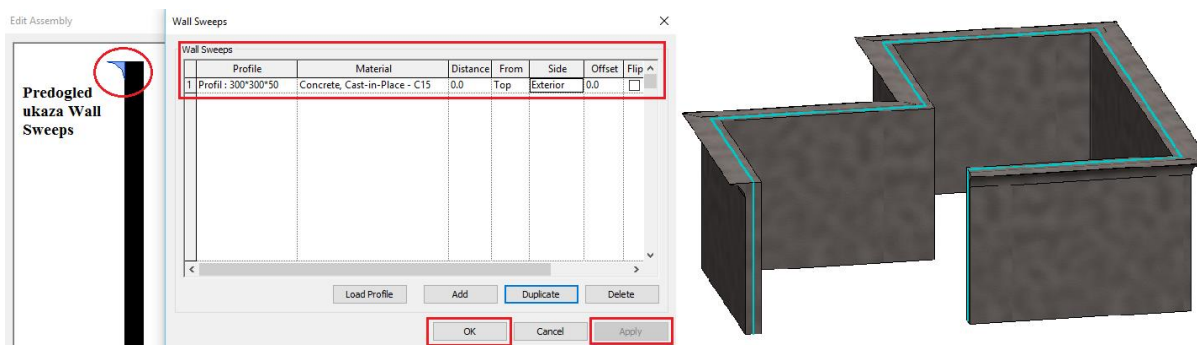 Edit Assembly
Predogled
ukaza Wall
Sweeps
Wall Sweeps
Wall Sweeps
Profile Material Distance From Side Offset Flip
1 Profil : 300*300*50 Concrete, Cast-in-Place - C15 0.0 Top Exterior 0.0
Load Profile Add Duplicate Delete
OK Cancel Apply